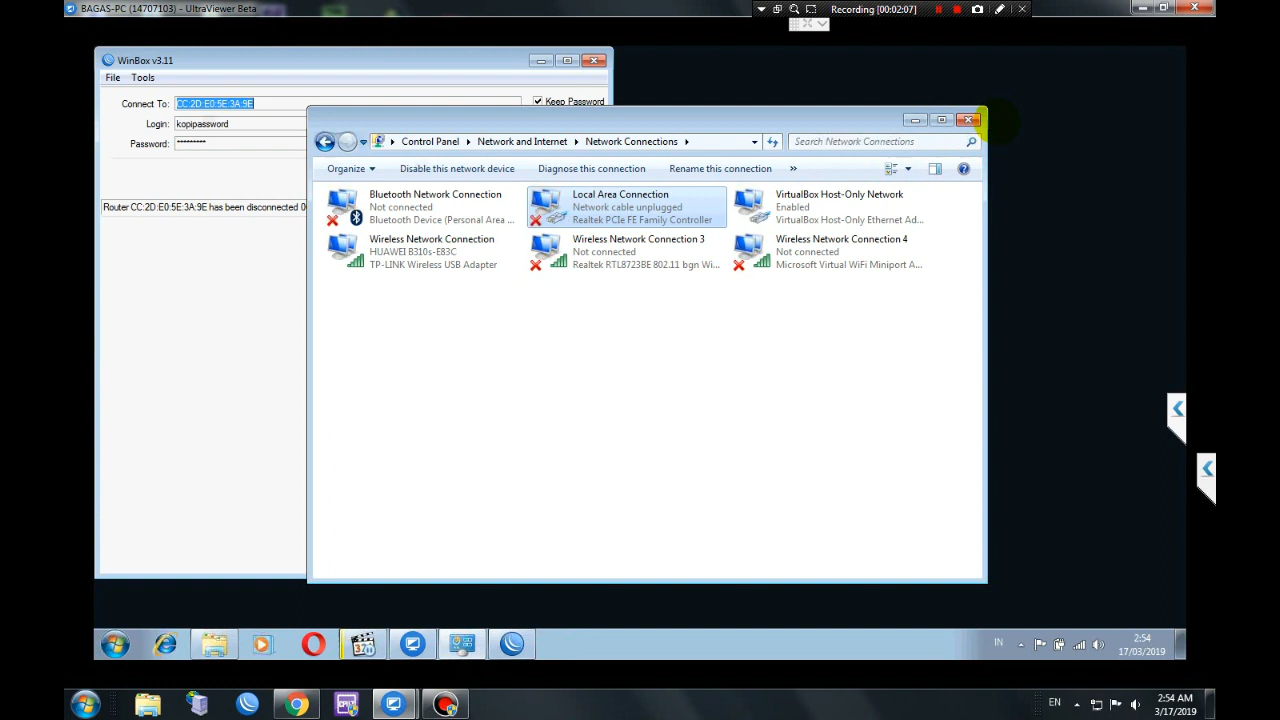 BAGAS-PC (14707103) - UltraViewer Beta
Recording [00:02:07]
WinBox v3.11
File Tools
Connect To: CC:2D:E0:5E:3A:9E
Keep Password
Login: kopipassword
Password: *********
Router CC:2D:E0:5E:3A:9E has been disconnected
Control Panel Network and Internet Network Connections
Search Network Connections
Organize Disable this network device Diagnose this connection Rename this connection »
Bluetooth Network Connection
Not connected
Bluetooth Device (Personal Area ...
Local Area Connection
Network cable unplugged
Realtek PCIe FE Family Controller
VirtualBox Host-Only Network
Enabled
VirtualBox Host-Only Ethernet Ad...
Wireless Network Connection
HUAWEI B310s-E83C
TP-LINK Wireless USB Adapter
Wireless Network Connection 3
Not connected
Realtek RTL8723BE 802.11 bgn Wi...
Wireless Network Connection 4
Not connected
Microsoft Virtual WiFi Miniport A...
IN
2:54
17/03/2019
EN
2:54 AM
3/17/2019